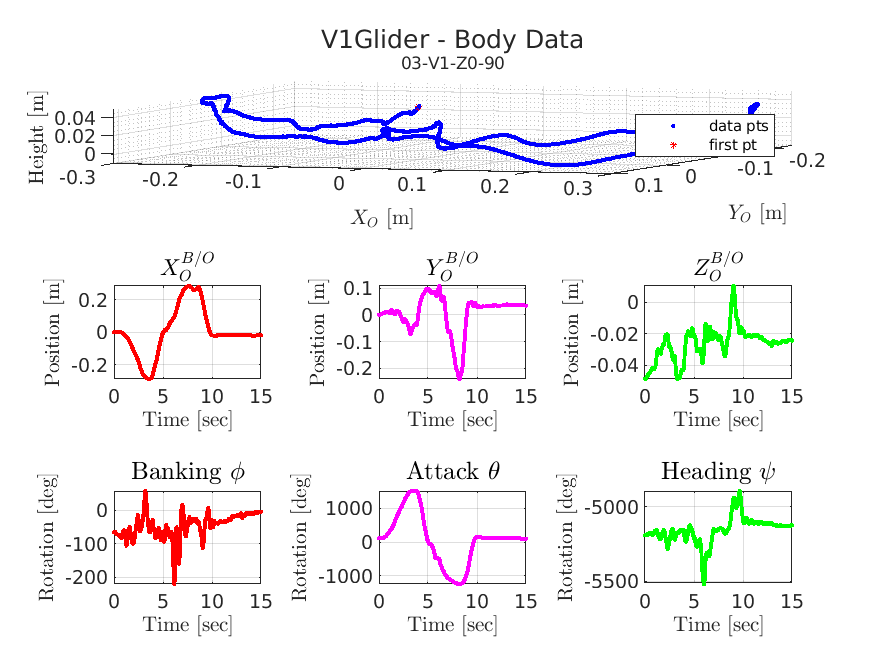 V1Glider - Body Data
03-V1-Z0-90
Height [m]
0.04
0.02
0
-0.3
-0.2
-0.1
0
0.1
0.2
0.3
0.1
0
-0.1
-0.2
data pts
first pt
X_O [m]
Y_O [m]
X_O^{B/O}
Y_O^{B/O}
Z_O^{B/O}
Position [m]
0.2
0
-0.2
0 5 10 15
Time [sec]
Position [m]
0.1
0
-0.1
-0.2
0 5 10 15
Time [sec]
Position [m]
0
-0.02
-0.04
0 5 10 15
Time [sec]
Banking ϕ
Attack θ
Heading ψ
Rotation [deg]
0
-100
-200
0 5 10 15
Time [sec]
Rotation [deg]
1000
0
-1000
0 5 10 15
Time [sec]
Rotation [deg]
-5000
-5500
0 5 10 15
Time [sec]